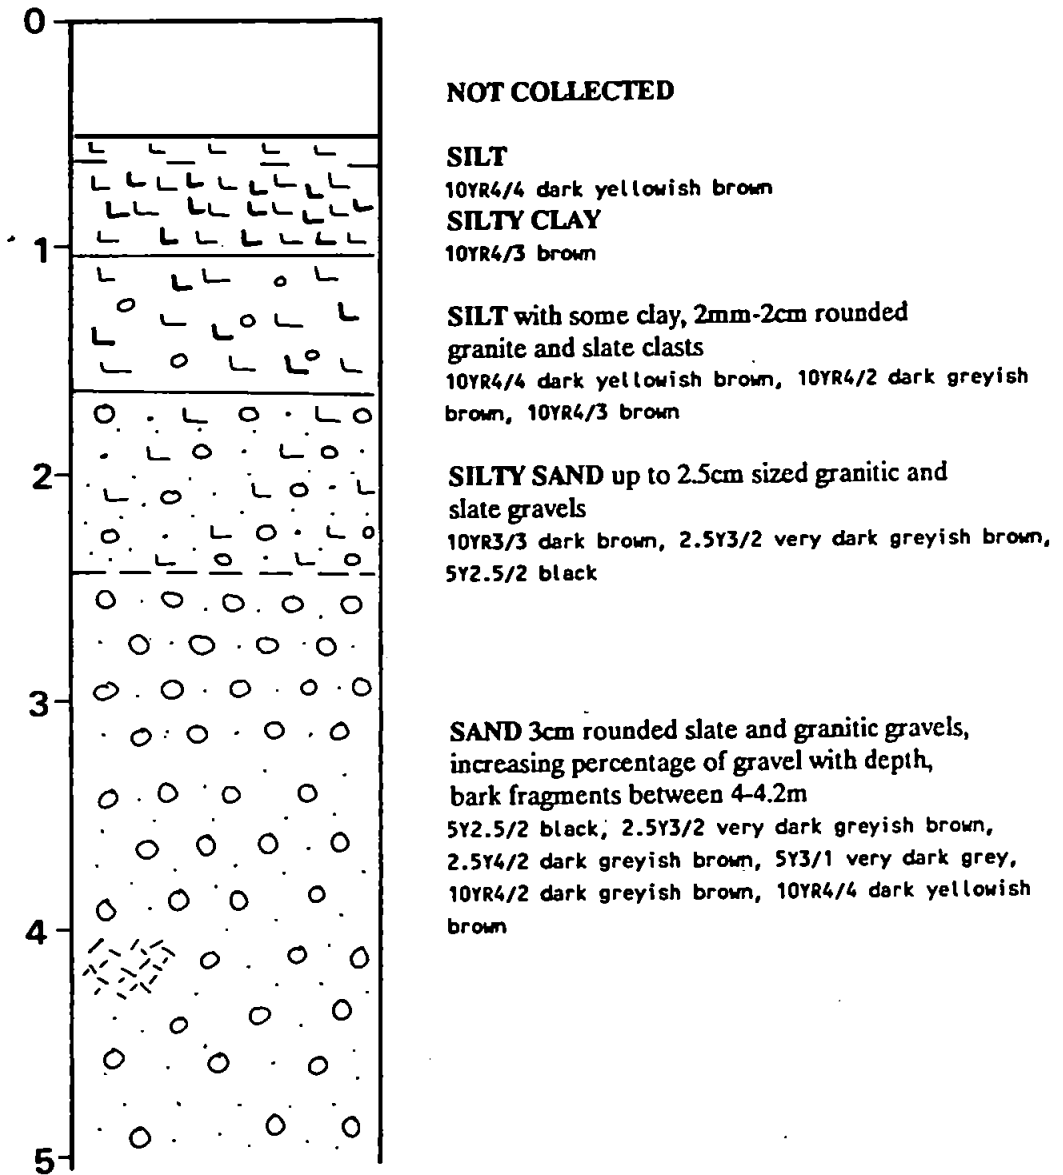 0
NOT COLLECTED
SILT
10YR4/4 dark yellowish brown
SILTY CLAY
10YR4/3 brown
1
SILT with some clay, 2mm-2cm rounded
granite and slate clasts
10YR4/4 dark yellowish brown, 10YR4/2 dark greyish
brown, 10YR4/3 brown
2
SILTY SAND up to 2.5cm sized granitic and
slate gravels
10YR3/3 dark brown, 2.5Y3/2 very dark greyish brown,
5Y2.5/2 black
3
SAND 3cm rounded slate and granitic gravels,
increasing percentage of gravel with depth,
bark fragments between 4-4.2m
5Y2.5/2 black, 2.5Y3/2 very dark greyish brown,
2.5Y4/2 dark greyish brown, 5Y3/1 very dark grey,
10YR4/2 dark greyish brown, 10YR4/4 dark yellowish
brown
4
5